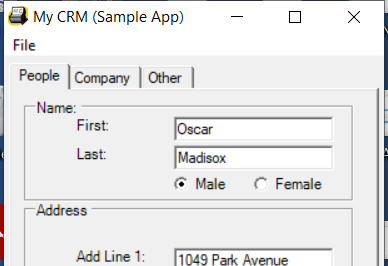 My CRM (Sample App)
File
People Company Other
Name:
First: Oscar
Last: Madisox
Male Female
Address
Add Line 1: 1049 Park Avenue